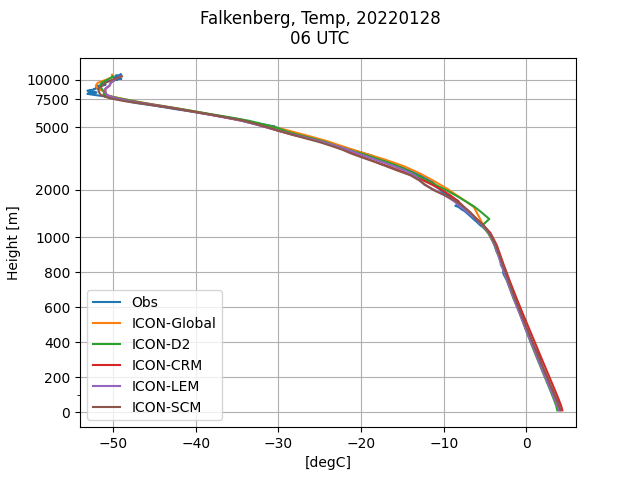 Falkenberg, Temp, 20220128
06 UTC
Height [m]
10000
7500
5000
2000
1000
800
600
400
200
0
Obs
ICON-Global
ICON-D2
ICON-CRM
ICON-LEM
ICON-SCM
−50
−40
−30
−20
−10
0
[degC]